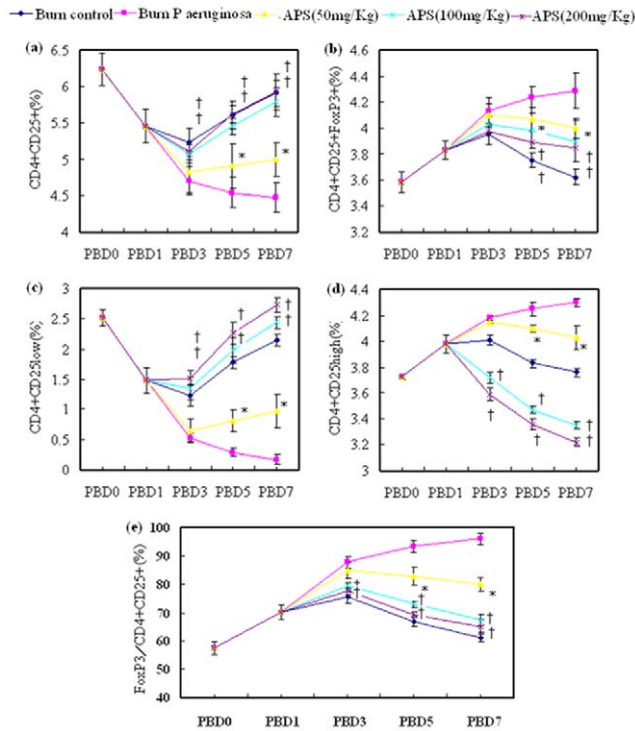 Burn control Burn P aeruginosa APS(50mg/Kg) APS(100mg/Kg) APS(200mg/Kg)
(a)
CD4+CD25+(%)
6.5
6
5.5
5
4.5
4
† † †
† † †
* *
PBD0 PBD1 PBD3 PBD5 PBD7
(b)
CD4+CD25+FoxP3+(%)
4.6
4.4
4.2
4
3.8
3.6
3.4
3.2
* *
† †
† †
PBD0 PBD1 PBD3 PBD5 PBD7
(c)
CD4+CD25low(%)
3
2.5
2
1.5
1
0.5
0
† † †
† † †
* *
PBD0 PBD1 PBD3 PBD5 PBD7
(d)
CD4+CD25high(%
4.4
4.2
4
3.8
3.6
3.4
3.2
3
* *
† † †
† † †
PBD0 PBD1 PBD3 PBD5 PBD7
(e)
FoxP3/CD4+CD25+(%)
100
90
80
70
60
50
40
* *
† † †
† † †
PBD0 PBD1 PBD3 PBD5 PBD7